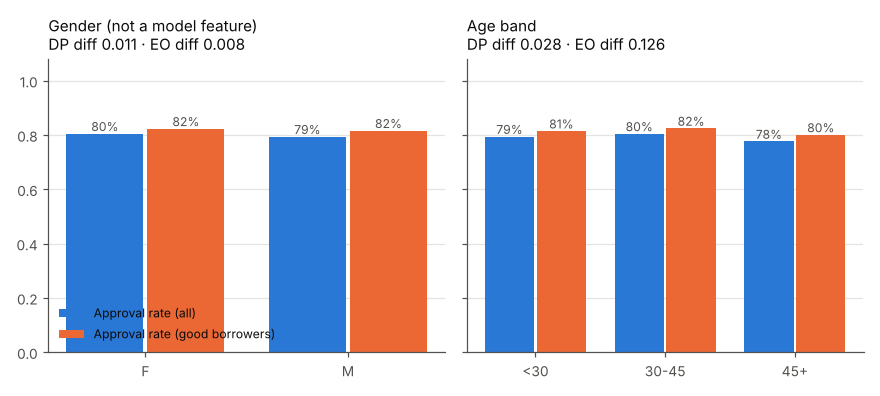 Gender (not a model feature)
DP diff 0.011 · EO diff 0.008
Age band
DP diff 0.028 · EO diff 0.126
1.0
0.8
0.6
0.4
0.2
0.0
80%
82%
79%
82%
79%
81%
80%
82%
78%
80%
Approval rate (all)
Approval rate (good borrowers)
F
M
<30
30-45
45+